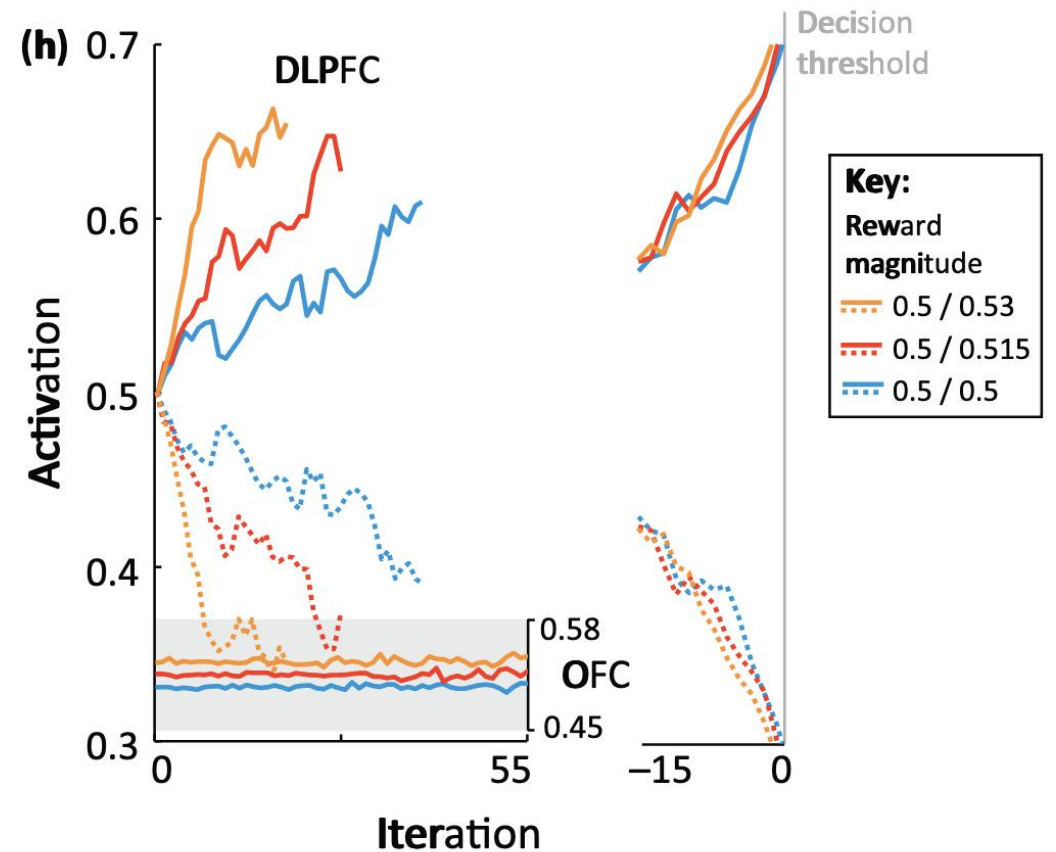 (h)
DLPFC
Decision
threshold
Key:
Reward
magnitude
0.5 / 0.53
0.5 / 0.515
0.5 / 0.5
Activation
0.7
0.6
0.5
0.4
0.3
0.58
OFC
0.45
0
55
–15
0
Iteration